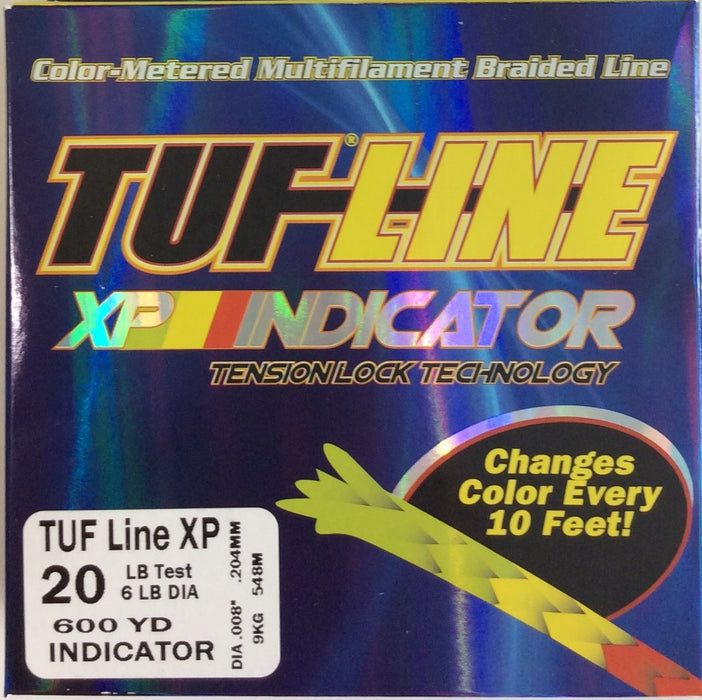 Color-Metered Multifilament Braided Line
TUF-LINE®
XP INDICATOR
TENSION LOCK TECHNOLOGY
Changes
Color Every
10 Feet!
TUF Line XP
20 LB Test
6 LB DIA
600 YD
INDICATOR
DIA .008" .204MM
9KG 548M